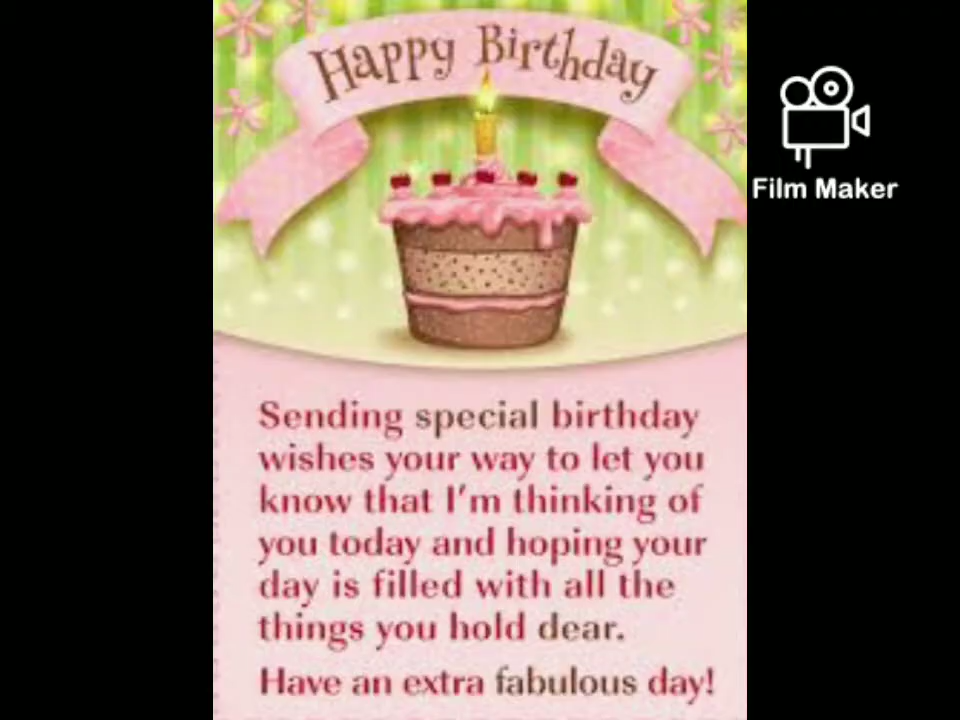 Happy Birthday
Film Maker
Sending special birthday
wishes your way to let you
know that I'm thinking of
you today and hoping your
day is filled with all the
things you hold dear.
Have an extra fabulous day!